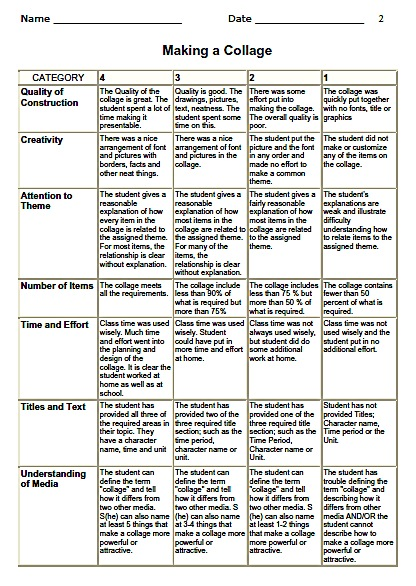 Name ____________________ Date _________________ 2
Making a Collage
CATEGORY 4 3 2 1
Quality of
Construction
The Quality of the
collage is great. The
student spent a lot of
time making it
presentable.
Quality is good. The
drawings, pictures,
text, neatness. The
student spent some
time on this.
There was some
effort put into
making the collage.
The overall quality is
poor.
The collage was
quickly put together
with no fonts, title or
graphics
Creativity
There was a nice
arrangement of font
and pictures with
borders, facts and
other neat things.
There was a nice
arrangement of font
and pictures in the
collage.
The student put the
picture and the font
in any order and
made no effort to
make a common
theme.
The student did not
make or customize
any of the items on
the collage.
Attention to
Theme
The student gives a
reasonable
explanation of how
every item in the
collage is related to
the assigned theme.
For most items, the
relationship is clear
without explanation.
The student gives a
reasonable
explanation of how
most items in the
collage are related to
the assigned theme.
For many of the
items, the
relationship is clear
without explanation.
The student gives a
fairly reasonable
explanation of how
most items in the
collage are related
to the assigned
theme.
The student's
explanations are
weak and illustrate
difficulty
understanding how
to relate items to the
assigned theme.
Number of Items
The collage meets
all the requirements.
The collage include
less than 90% of
what is required but
more than 75%
The collage includes
less than 75 % but
more than 50 % of
what is required.
The collage contains
fewer than 50
percent of what is
required.
Time and Effort
Class time was used
wisely. Much time
and effort went into
the planning and
design of the
collage. It is clear the
student worked at
home as well as at
school.
Class time was used
wisely. Student
could have put in
more time and effort
at home.
Class time was not
always used wisely,
but student did do
some additional
work at home.
Class time was not
used wisely and the
student put in no
additional effort.
Titles and Text
The student has
provided all three of
the required areas in
their topic. They have
a character
name, time and unit
The student has
provided two of the
three required title
section; such as the
time period,
character name or
unit.
The student has
provided one of the
three required title
section; such as the
Time Period,
Character name or
Unit.
Student has not
provided Titles;
Character name,
Time period or the
Unit.
Understanding
of Media
The student can
define the term
"collage" and tell
how it differs from
two other media.
S(he) can also name
at least 5 things that
make a collage more
powerful or
attractive.
The student can
define the term
"collage" and tell
how it differs from
two other media. S
(he) can also name
at 3-4 things that
make a collage more
powerful or
attractive.
The student can
define the term
"collage" and tell
how it differs from
two other media. S
(he) can also name
at least 1-2 things
that make a collage
more powerful or
attractive.
The student has
trouble defining the
term "collage" and
describing how it
differs from other
media AND/OR the
student cannot
describe how to
make a collage more
powerful or
attractive.